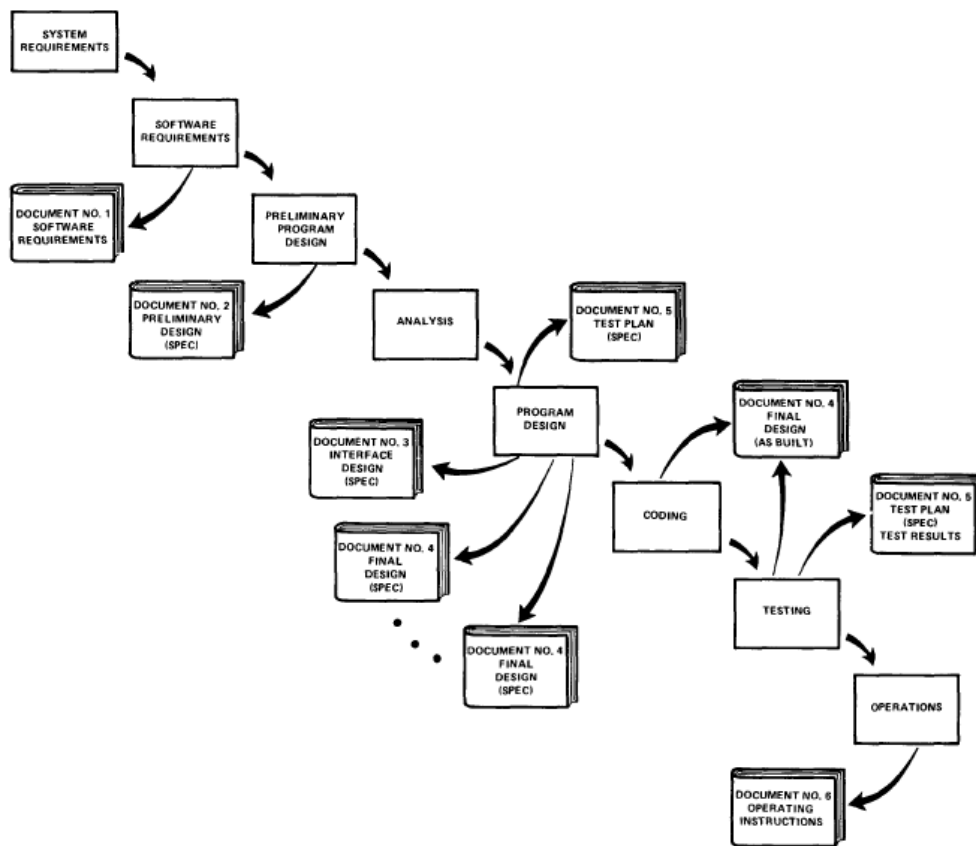 SYSTEM
REQUIREMENTS
SOFTWARE
REQUIREMENTS
DOCUMENT NO. 1
SOFTWARE
REQUIREMENTS
PRELIMINARY
PROGRAM
DESIGN
DOCUMENT NO. 2
PRELIMINARY
DESIGN
(SPEC)
ANALYSIS
DOCUMENT NO. 5
TEST PLAN
(SPEC)
PROGRAM
DESIGN
DOCUMENT NO. 3
INTERFACE
DESIGN
(SPEC)
DOCUMENT NO. 4
FINAL
DESIGN
(AS BUILT)
CODING
DOCUMENT NO. 5
TEST PLAN
(SPEC)
TEST RESULTS
DOCUMENT NO. 4
FINAL
DESIGN
(SPEC)
TESTING
DOCUMENT NO. 4
FINAL
DESIGN
(SPEC)
OPERATIONS
DOCUMENT NO. 6
OPERATING
INSTRUCTIONS